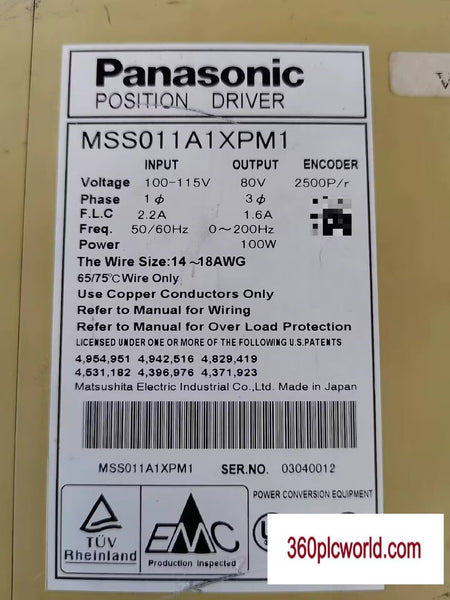 Panasonic
POSITION DRIVER
MSS011A1XPM1
INPUT OUTPUT ENCODER
Voltage 100-115V 80V 2500P/r
Phase 1ϕ 3ϕ
F.L.C 2.2A 1.6A
Freq. 50/60Hz 0~200Hz
Power 100W
The Wire Size:14~18AWG
65/75℃ Wire Only
Use Copper Conductors Only
Refer to Manual for Wiring
Refer to Manual for Over Load Protection
LICENSED UNDER ONE OR MORE OF THE FOLLOWING U.S.PATENTS
4,954,951 4,942,516 4,829,419
4,531,182 4,396,976 4,371,923
Matsushita Electric Industrial Co.,Ltd. Made in Japan
MSS011A1XPM1 SER.NO. 03040012
POWER CONVERSION EQUIPMENT
TÜV
Rheinland
EMC
Production Inspected
360plcworld.com